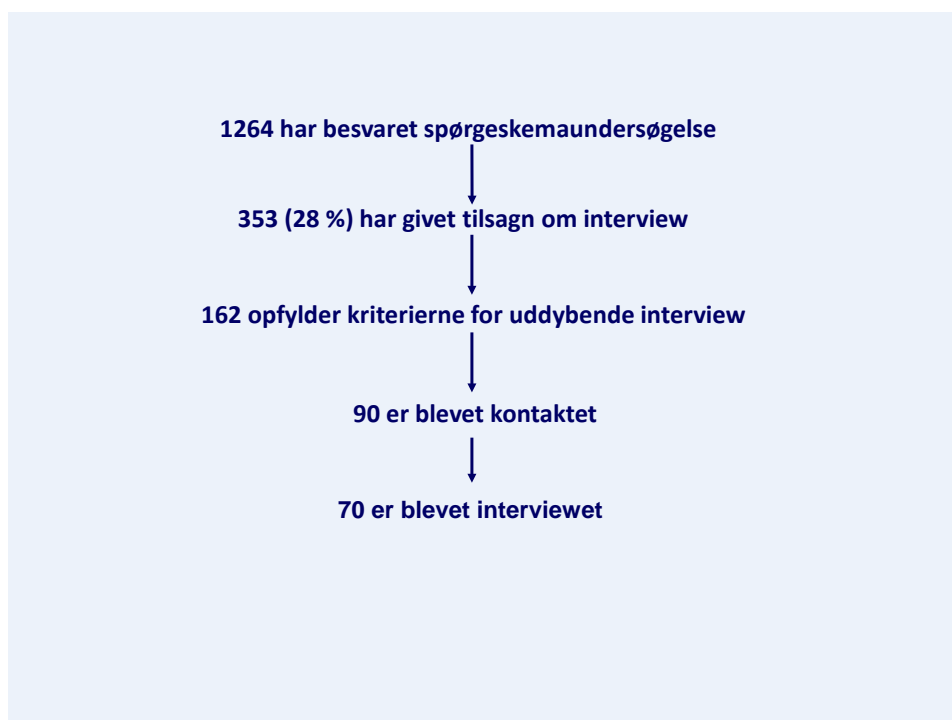 1264 har besvaret spørgeskemaundersøgelse
353 (28 %) har givet tilsagn om interview
162 opfylder kriterierne for uddybende interview
90 er blevet kontaktet
70 er blevet interviewet